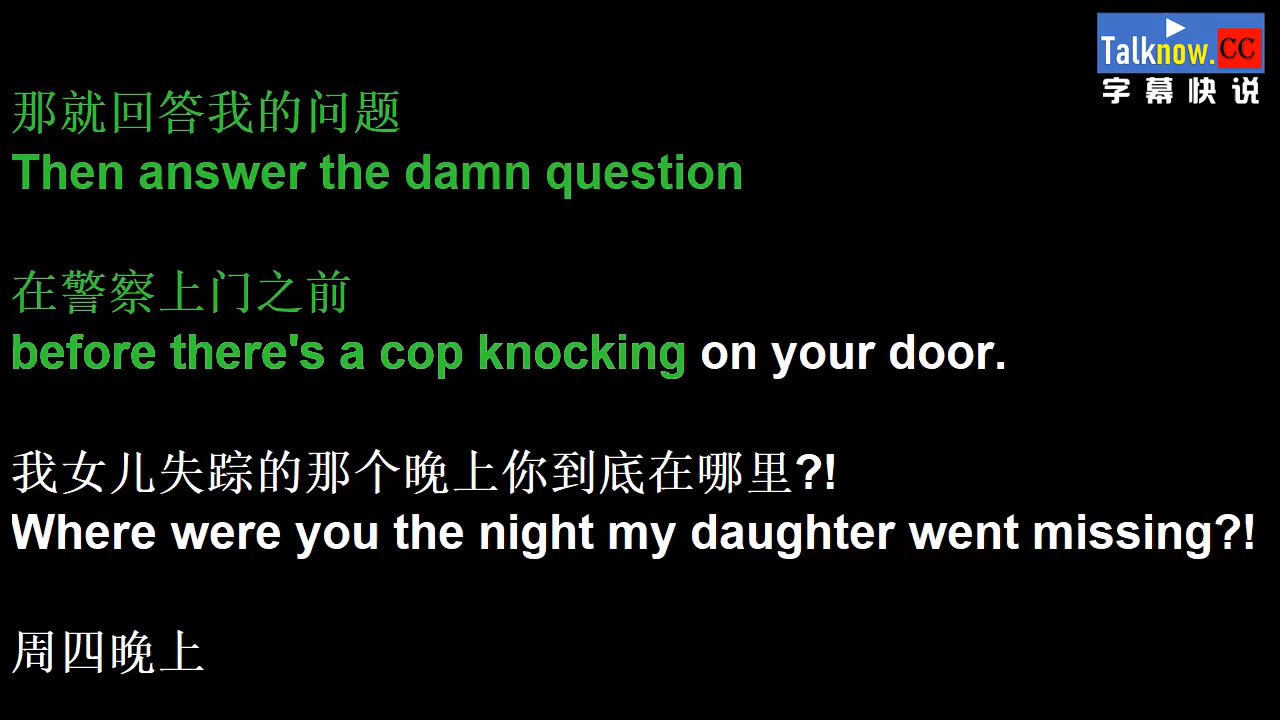 Talknow.CC
字幕快说
那就回答我的问题
Then answer the damn question
在警察上门之前
before there's a cop knocking on your door.
我女儿失踪的那个晚上你到底在哪里?!
Where were you the night my daughter went missing?!
周四晚上